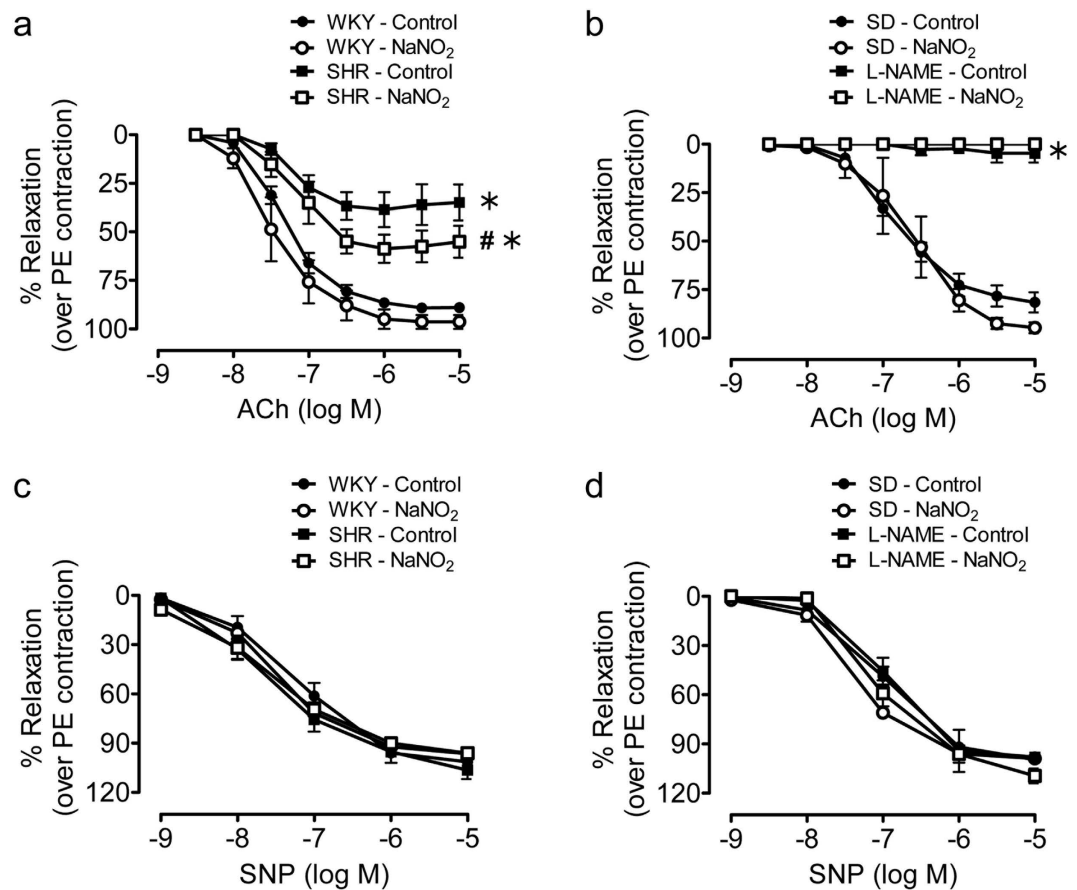 a
WKY - Control
WKY - NaNO₂
SHR - Control
SHR - NaNO₂
% Relaxation
(over PE contraction)
0
25
50
75
100
*
# *
-9 -8 -7 -6 -5
ACh (log M)
b
SD - Control
SD - NaNO₂
L-NAME - Control
L-NAME - NaNO₂
% Relaxation
(over PE contraction)
0
25
50
75
100
*
-9 -8 -7 -6 -5
ACh (log M)
c
WKY - Control
WKY - NaNO₂
SHR - Control
SHR - NaNO₂
% Relaxation
(over PE contraction)
0
30
60
90
120
-9 -8 -7 -6 -5
SNP (log M)
d
SD - Control
SD - NaNO₂
L-NAME - Control
L-NAME - NaNO₂
% Relaxation
(over PE contraction)
0
30
60
90
120
-9 -8 -7 -6 -5
SNP (log M)